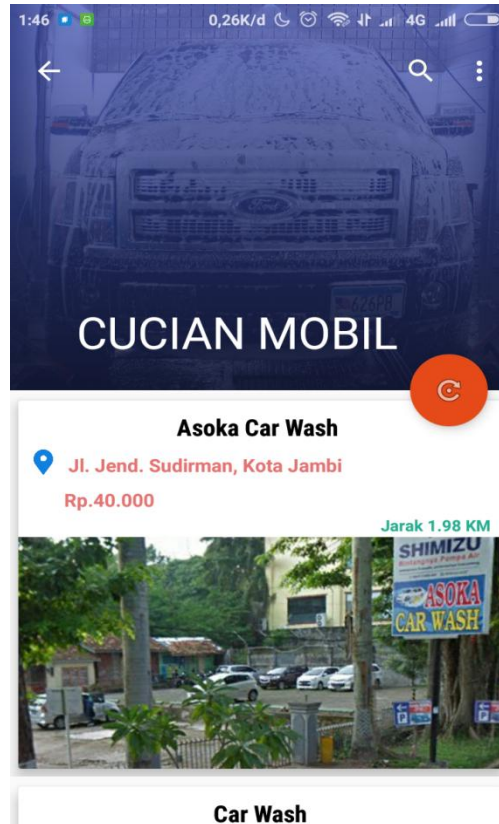 1:46 0,26K/d 4G
Ford
CUCIAN MOBIL
Asoka Car Wash
Jl. Jend. Sudirman, Kota Jambi
Rp.40.000
Jarak 1.98 KM
SHIMIZU
ASOKA
CAR WASH
P
P
Car Wash